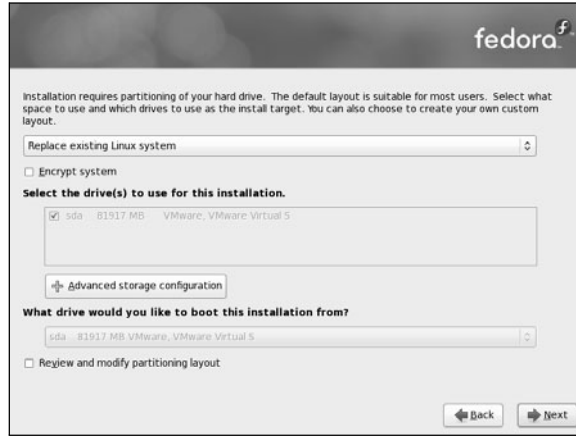 fedora
Installation requires partitioning of your hard drive. The default layout is suitable for most users. Select what
space to use and which drives to use as the install target. You can also choose to create your own custom
layout.
Replace existing Linux system
Encrypt system
Select the drive(s) to use for this installation.
sda 81917 MB VMware, VMware Virtual S
Advanced storage configuration
What drive would you like to boot this installation from?
sda 81917 MB VMware, VMware Virtual S
Review and modify partitioning layout
Back
Next